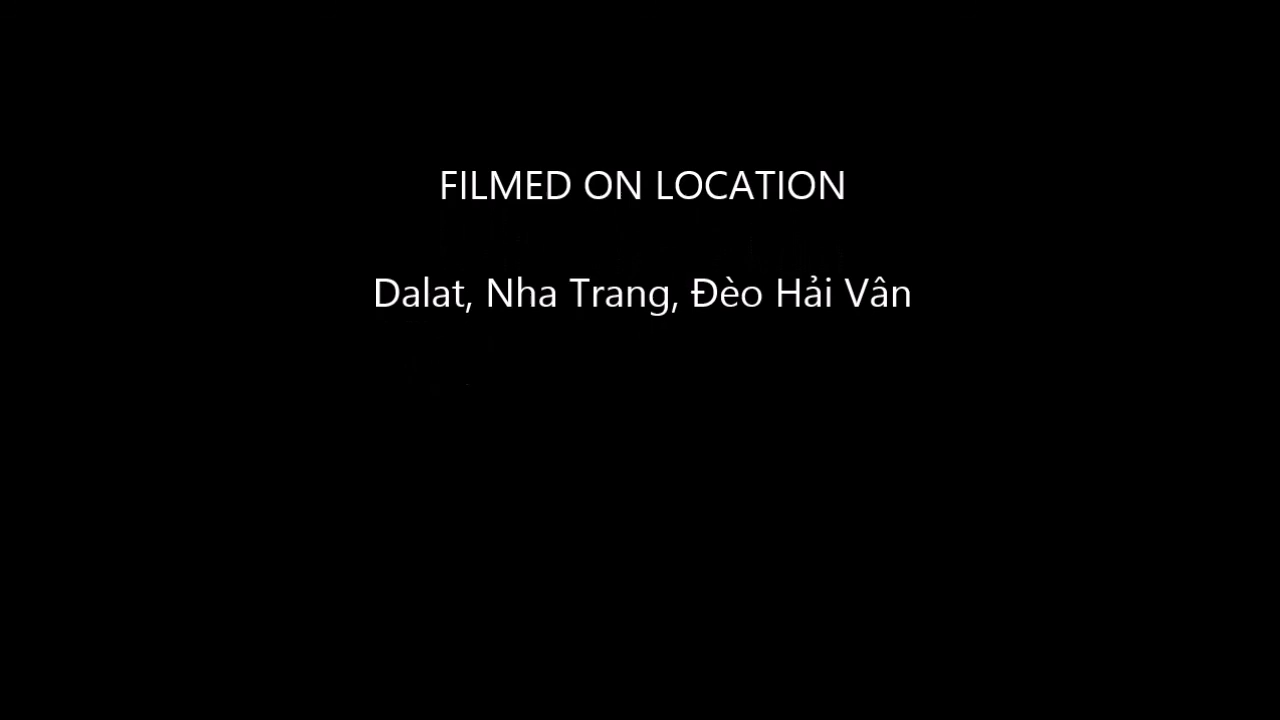 FILMED ON LOCATION
Dalat, Nha Trang, Đèo Hải Vân